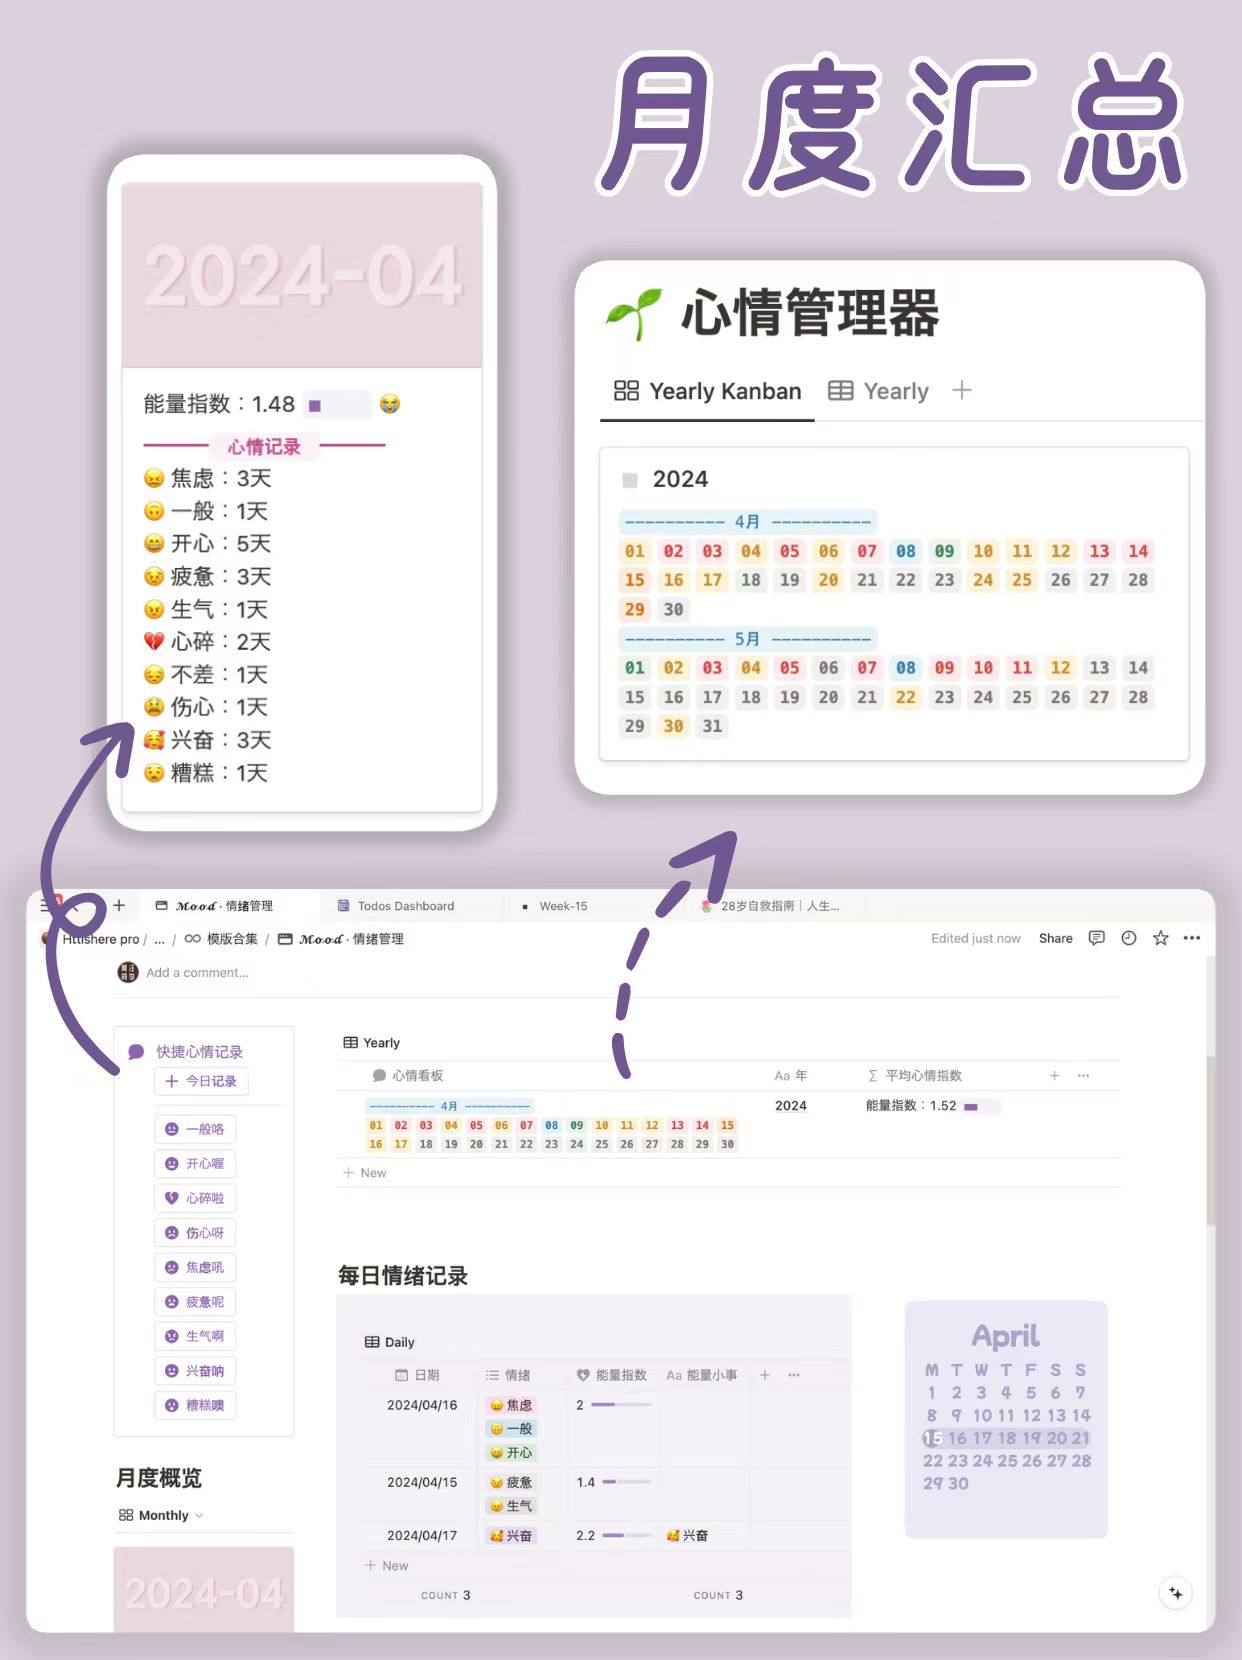 月度汇总
2024-04
能量指数：1.48
心情记录
焦虑：3天
一般：1天
开心：5天
疲惫：3天
生气：1天
心碎：2天
不差：1天
伤心：1天
兴奋：3天
糟糕：1天
心情管理器
Yearly Kanban Yearly +
2024
---------- 4月 ----------
01 02 03 04 05 06 07 08 09 10 11 12 13 14
15 16 17 18 19 20 21 22 23 24 25 26 27 28
29 30
---------- 5月 ----------
01 02 03 04 05 06 07 08 09 10 11 12 13 14
15 16 17 18 19 20 21 22 23 24 25 26 27 28
29 30 31
+ Mood · 情绪管理 Todos Dashboard Week-15 28岁自救指南｜人生...
Httishere pro / ... / 模版合集 / Mood · 情绪管理 Edited just now Share
Add a comment...
快捷心情记录
+ 今日记录
一般咯
开心喔
心碎啦
伤心呀
焦虑吼
疲惫呢
生气啊
兴奋呐
糟糕噢
月度概览
Monthly
2024-04
Yearly
心情看板 Aa 年 Σ 平均心情指数 + ...
---------- 4月 ---------- 2024 能量指数：1.52
01 02 03 04 05 06 07 08 09 10 11 12 13 14 15
16 17 18 19 20 21 22 23 24 25 26 27 28 29 30
+ New
每日情绪记录
Daily
日期 情绪 能量指数 Aa 能量小事 + ...
2024/04/16 焦虑 2
一般
开心
2024/04/15 疲惫 1.4
生气
2024/04/17 兴奋 2.2 兴奋
+ New
COUNT 3 COUNT 3
April
M T W T F S S
1 2 3 4 5 6 7
8 9 10 11 12 13 14
15 16 17 18 19 20 21
22 23 24 25 26 27 28
29 30